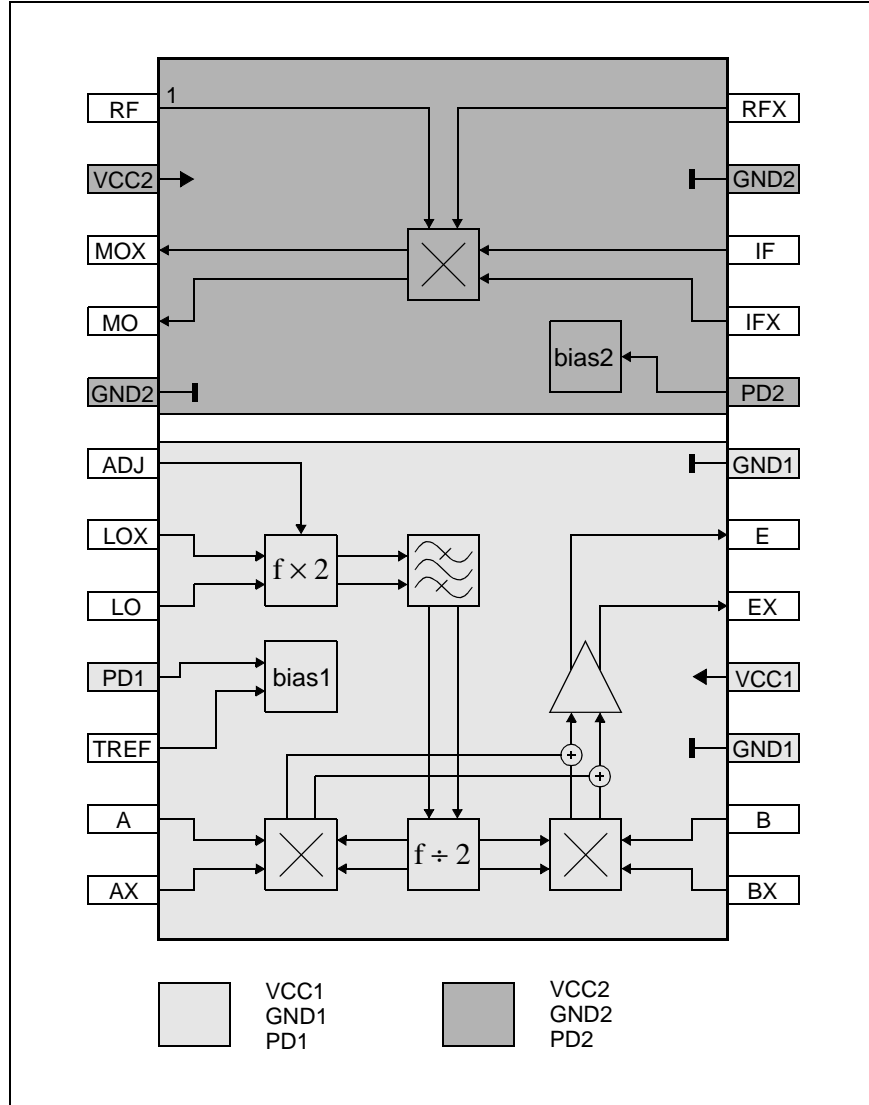 1
RF
RFX
VCC2
GND2
MOX
IF
MO
IFX
bias2
GND2
PD2
ADJ
GND1
LOX
E
f × 2
LO
EX
PD1
bias1
VCC1
TREF
GND1
+
+
A
B
f ÷ 2
AX
BX
VCC1
GND1
PD1
VCC2
GND2
PD2